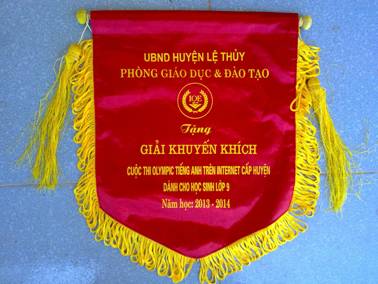 UBND HUYỆN LỆ THỦY
PHÒNG GIÁO DỤC & ĐÀO TẠO
IOE
Tặng
GIẢI KHUYẾN KHÍCH
CUỘC THI OLYMPIC TIẾNG ANH TRÊN INTERNET CẤP HUYỆN
DÀNH CHO HỌC SINH LỚP 9
Năm học: 2013 - 2014